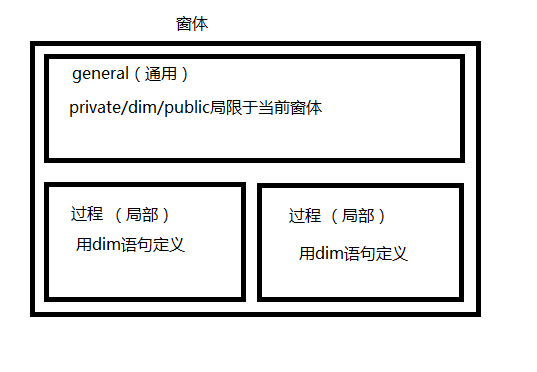 窗体
general（通用）
private/dim/public局限于当前窗体
过程 （局部）
用dim语句定义
过程（局部）
用dim语句定义